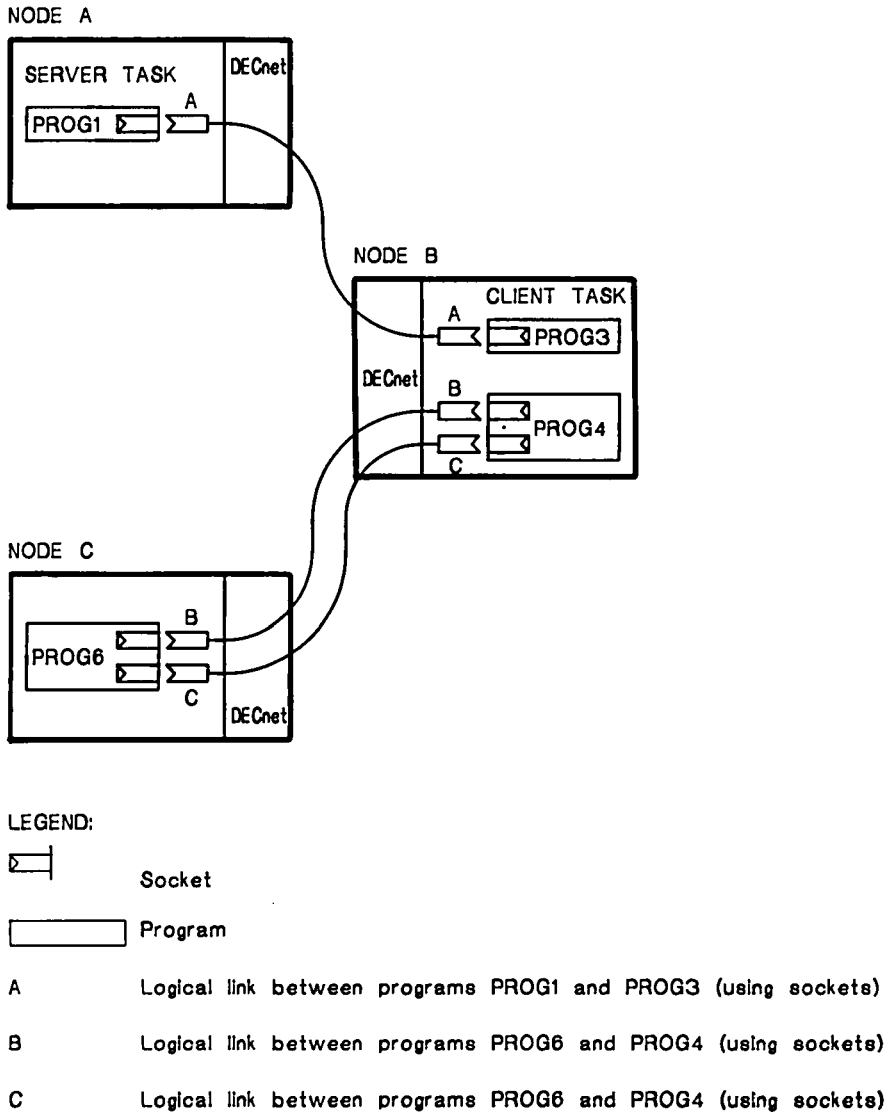 NODE A
SERVER TASK
DECnet
A
PROG1
NODE B
CLIENT TASK
A
PROG3
DECnet
B
PROG4
C
NODE C
B
PROG6
C
DECnet
LEGEND:
Socket
Program
A Logical link between programs PROG1 and PROG3 (using sockets)
B Logical link between programs PROG6 and PROG4 (using sockets)
C Logical link between programs PROG6 and PROG4 (using sockets)